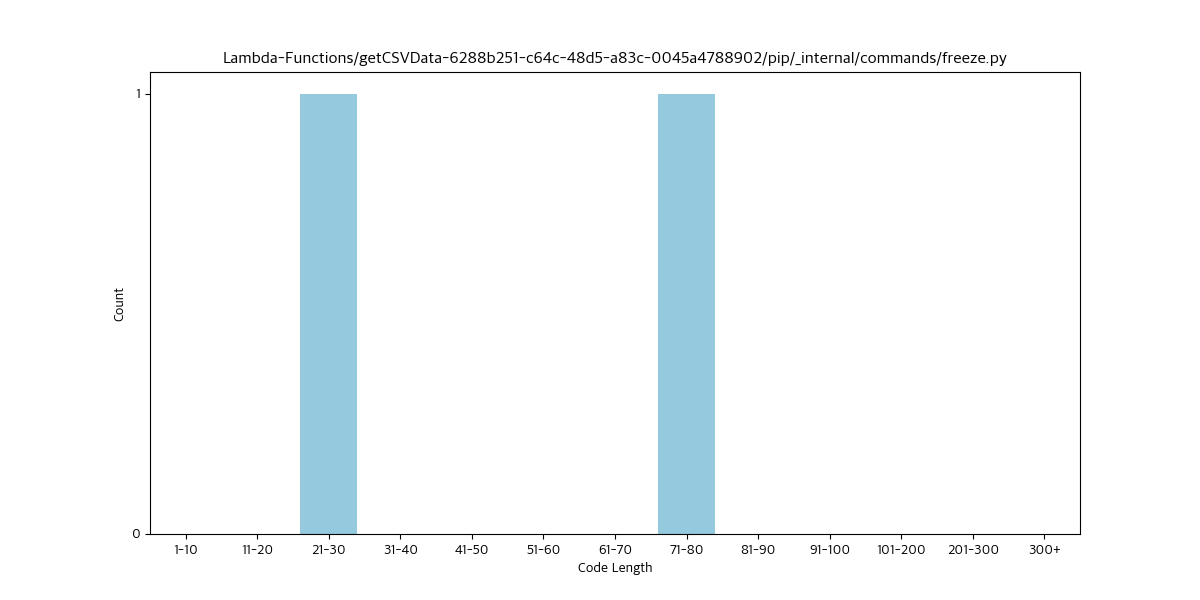 Lambda-Functions/getCSVData-6288b251-c64c-48d5-a83c-0045a4788902/pip/_internal/commands/freeze.py
1
Count
0
1-10 11-20 21-30 31-40 41-50 51-60 61-70 71-80 81-90 91-100 101-200 201-300 300+
Code Length